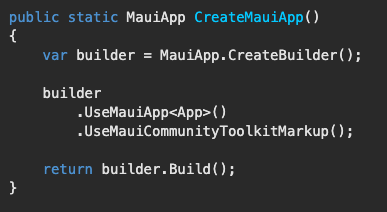 public static MauiApp CreateMauiApp()
{
    var builder = MauiApp.CreateBuilder();

    builder
        .UseMauiApp<App>()
        .UseMauiCommunityToolkitMarkup();

    return builder.Build();
}